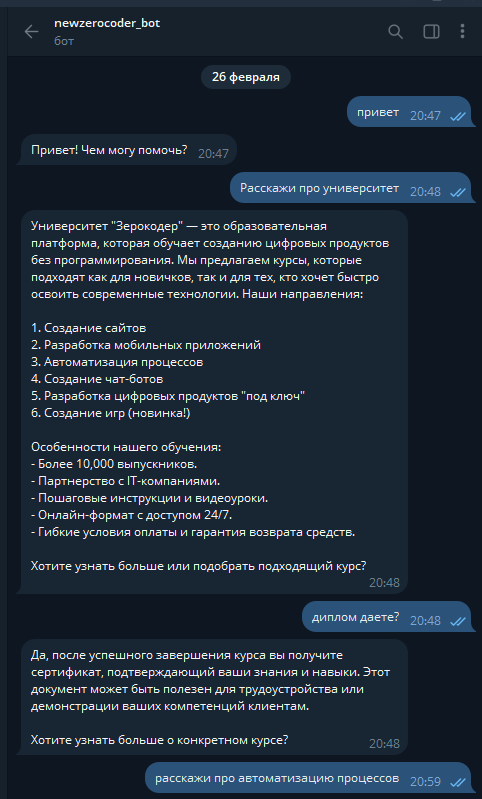 newzerocoder_bot
бот
26 февраля
привет 20:47
Привет! Чем могу помочь? 20:47
Расскажи про университет 20:48
Университет "Зерокодер" — это образовательная
платформа, которая обучает созданию цифровых продуктов
без программирования. Мы предлагаем курсы, которые
подходят как для новичков, так и для тех, кто хочет быстро
освоить современные технологии. Наши направления:
1. Создание сайтов
2. Разработка мобильных приложений
3. Автоматизация процессов
4. Создание чат-ботов
5. Разработка цифровых продуктов "под ключ"
6. Создание игр (новинка!)
Особенности нашего обучения:
- Более 10,000 выпускников.
- Партнерство с IT-компаниями.
- Пошаговые инструкции и видеоуроки.
- Онлайн-формат с доступом 24/7.
- Гибкие условия оплаты и гарантия возврата средств.
Хотите узнать больше или подобрать подходящий курс?
20:48
диплом даете? 20:48
Да, после успешного завершения курса вы получите
сертификат, подтверждающий ваши знания и навыки. Этот
документ может быть полезен для трудоустройства или
демонстрации ваших компетенций клиентам.
Хотите узнать больше о конкретном курсе?
20:48
расскажи про автоматизацию процессов 20:59